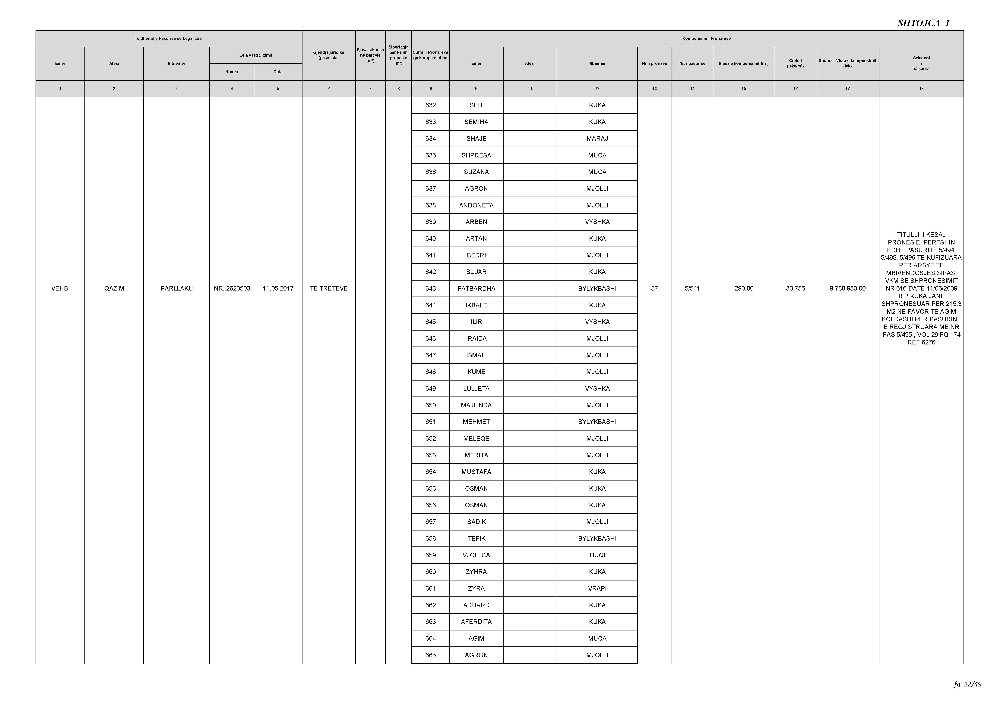 SHTOJCA 1
Të dhënat e Pasurisë së Legalizuar
Gjendja juridike
(pronesia)
Pjesa takuese
në parcelë
(m²)
Sipërfaqja
për kalim
pronësie
(m²)
Numri I Pronareve
qe kompensohen
Kompensimi i Pronarëve
Emër
Atësi
Mbiemër
Leja e legalizimit
Numer
Date
Emër
Atësi
Mbiemër
Nr. i pronave
Nr. i pasurisë
Masa e kompensimit (m²)
Çmimi
(leke/m²)
Shuma - Vlera e kompensimit
(lek)
Seksioni
i
Veçantë
1 2 3 4 5 6 7 8 9 10 11 12 13 14 15 16 17 18
632 SEIT KUKA
633 SEMIHA KUKA
634 SHAJE MARAJ
635 SHPRESA MUCA
636 SUZANA MUCA
637 AGRON MJOLLI
638 ANDONETA MJOLLI
639 ARBEN VYSHKA
640 ARTAN KUKA
641 BEDRI MJOLLI
642 BUJAR KUKA
VEHBI QAZIM PARLLAKU NR. 2623503 11.05.2017 TE TRETEVE 643 FATBARDHA BYLYKBASHI 87 5/541 290.00 33,755 9,788,950.00
TITULLI I KESAJ
PRONESIE PERFSHIN
EDHE PASURITE 5/494,
5/495, 5/496 TE KUFIZUARA
PER ARSYE TE
MBIVENDOSJES SIPASI
VKM SE SHPRONESIMIT
NR 616 DATE 11/06/2009
B.P KUKA JANE
SHPRONESUAR PER 215.3
M2 NE FAVOR TE AGIM
KOLDASHI PER PASURINE
E REGJISTRUARA ME NR
PAS 5/495 , VOL 29 FQ 174
REF 6276
644 IKBALE KUKA
645 ILIR VYSHKA
646 IRAIDA MJOLLI
647 ISMAIL MJOLLI
648 KUME MJOLLI
649 LULJETA VYSHKA
650 MAJLINDA MJOLLI
651 MEHMET BYLYKBASHI
652 MELEQE MJOLLI
653 MERITA MJOLLI
654 MUSTAFA KUKA
655 OSMAN KUKA
656 OSMAN KUKA
657 SADIK MJOLLI
658 TEFIK BYLYKBASHI
659 VJOLLCA HUQI
660 ZYHRA KUKA
661 ZYRA VRAPI
662 ADUARD KUKA
663 AFERDITA KUKA
664 AGIM MUCA
665 AGRON MJOLLI
fq. 22/49